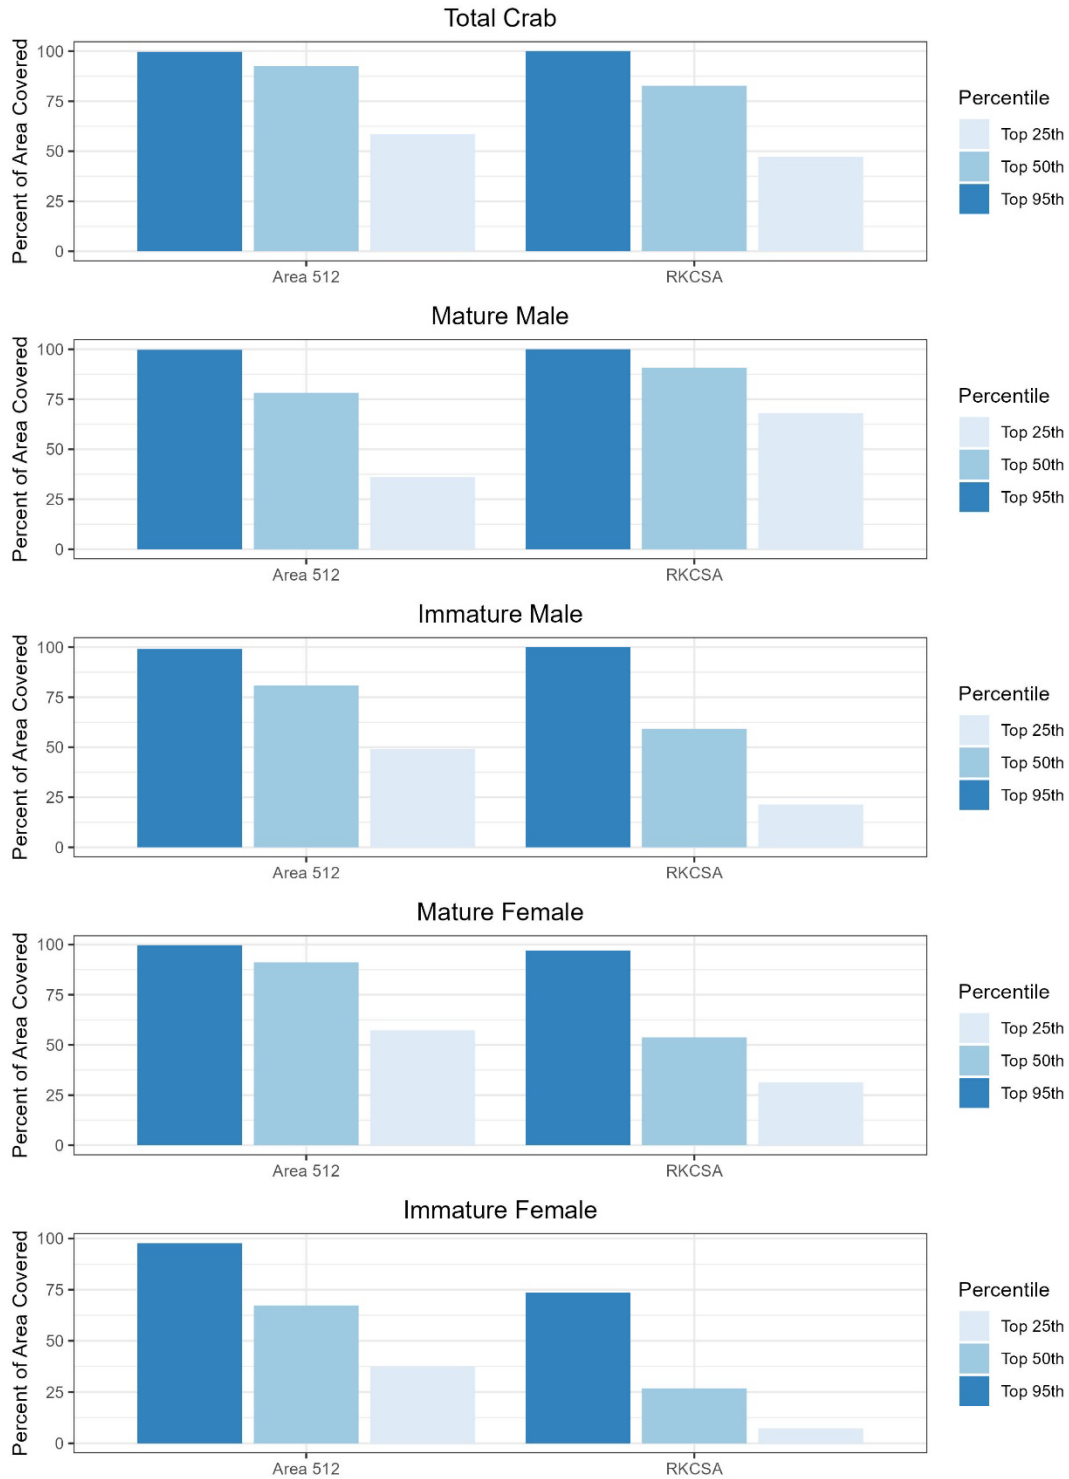 Total Crab
Percent of Area Covered
100
75
50
25
0
Area 512 RKCSA
Percentile
Top 25th
Top 50th
Top 95th
Mature Male
Percent of Area Covered
100
75
50
25
0
Area 512 RKCSA
Percentile
Top 25th
Top 50th
Top 95th
Immature Male
Percent of Area Covered
100
75
50
25
0
Area 512 RKCSA
Percentile
Top 25th
Top 50th
Top 95th
Mature Female
Percent of Area Covered
100
75
50
25
0
Area 512 RKCSA
Percentile
Top 25th
Top 50th
Top 95th
Immature Female
Percent of Area Covered
100
75
50
25
0
Area 512 RKCSA
Percentile
Top 25th
Top 50th
Top 95th